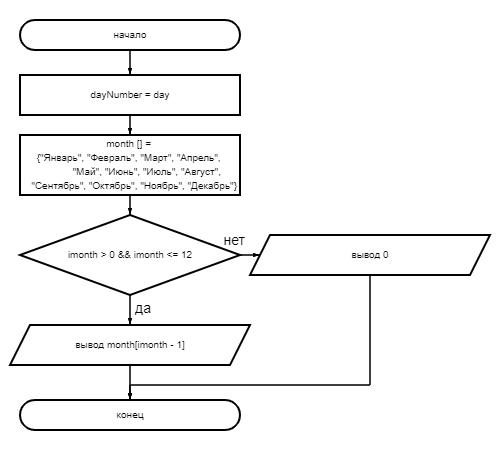 начало
dayNumber = day
month [] =
{"Январь", "Февраль", "Март", "Апрель",
"Май", "Июнь", "Июль", "Август",
"Сентябрь", "Октябрь", "Ноябрь", "Декабрь"}
imonth > 0 && imonth <= 12
нет
вывод 0
да
вывод month[imonth - 1]
конец